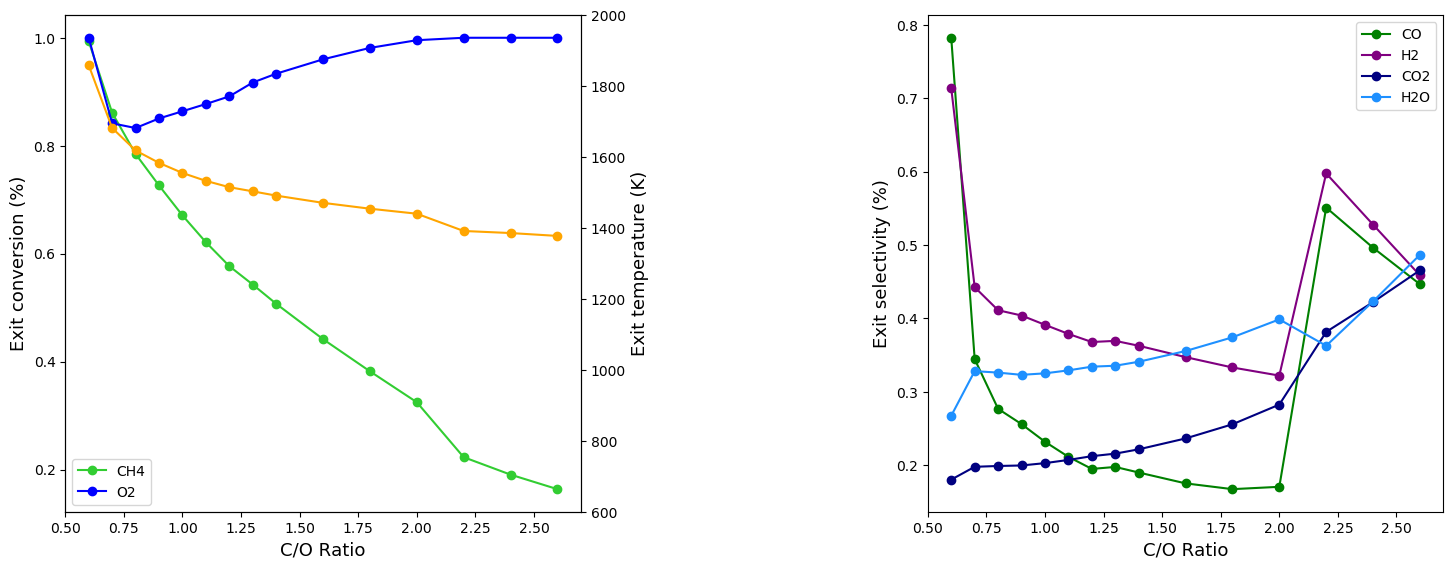 1.0
0.8
0.6
0.4
0.2
Exit conversion (%)
0.50 0.75 1.00 1.25 1.50 1.75 2.00 2.25 2.50
C/O Ratio
2000
1800
1600
1400
1200
1000
800
600
Exit temperature (K)
CH4
O2
0.8
0.7
0.6
0.5
0.4
0.3
0.2
Exit selectivity (%)
0.50 0.75 1.00 1.25 1.50 1.75 2.00 2.25 2.50
C/O Ratio
CO
H2
CO2
H2O